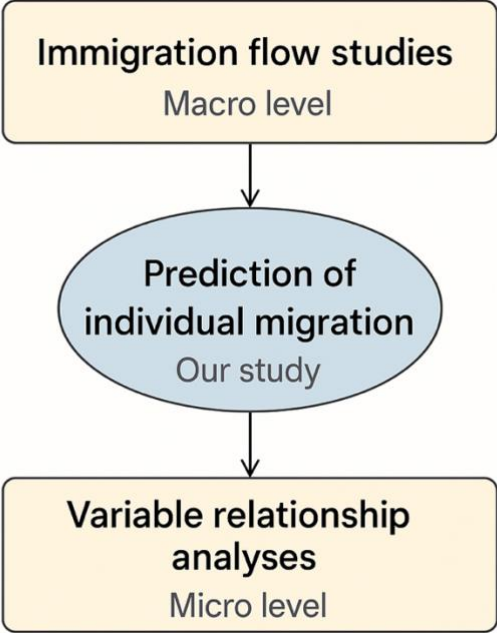 Immigration flow studies
Macro level
Prediction of
individual migration
Our study
Variable relationship
analyses
Micro level